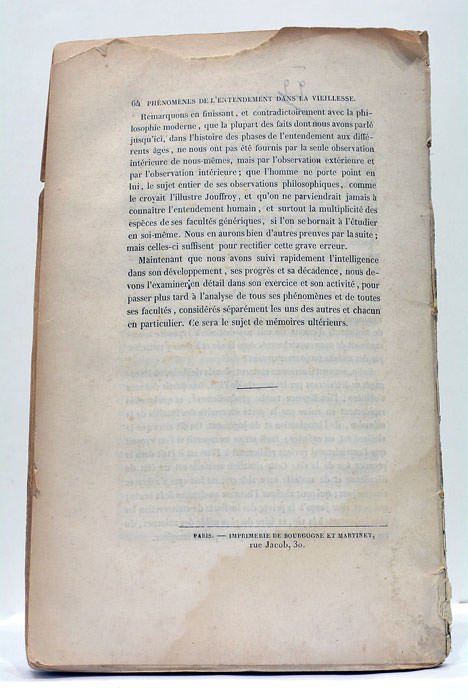 64 PHÉNOMÈNES DE L'ENTENDEMENT DANS LA VIEILLESSE.
Remarquons en finissant, et contradictoirement avec la phi-
losophie moderne, que la plupart des faits dont nous avons parlé
jusqu'ici, dans l'histoire des phases de l'entendement aux diffé-
rents âges, ne nous ont pas été fournis par la seule observation
intérieure de nous-mêmes, mais par l'observation extérieure et
par l'observation intérieure; que l'homme ne porte point en
lui, le sujet entier de ses observations philosophiques, comme
le croyait l'illustre Jouffroy, et qu'on ne parviendrait jamais à
connaître l'entendement humain, et surtout la multiplicité des
espèces de ses facultés génériques, si l'on se bornait à l'étudier
en soi-même. Nous en aurons bien d'autres preuves par la suite;
mais celles-ci suffisent pour rectifier cette grave erreur.
Maintenant que nous avons suivi rapidement l'intelligence
dans son développement, ses progrès et sa décadence, nous de-
vons l'examiner en détail dans son exercice et son activité, pour
passer plus tard à l'analyse de tous ses phénomènes et de toutes
ses facultés, considérés séparément les uns des autres et chacun
en particulier. Ce sera le sujet de mémoires ultérieurs.
PARIS. — IMPRIMERIE DE BOURGOGNE ET MARTINET,
rue Jacob, 30.